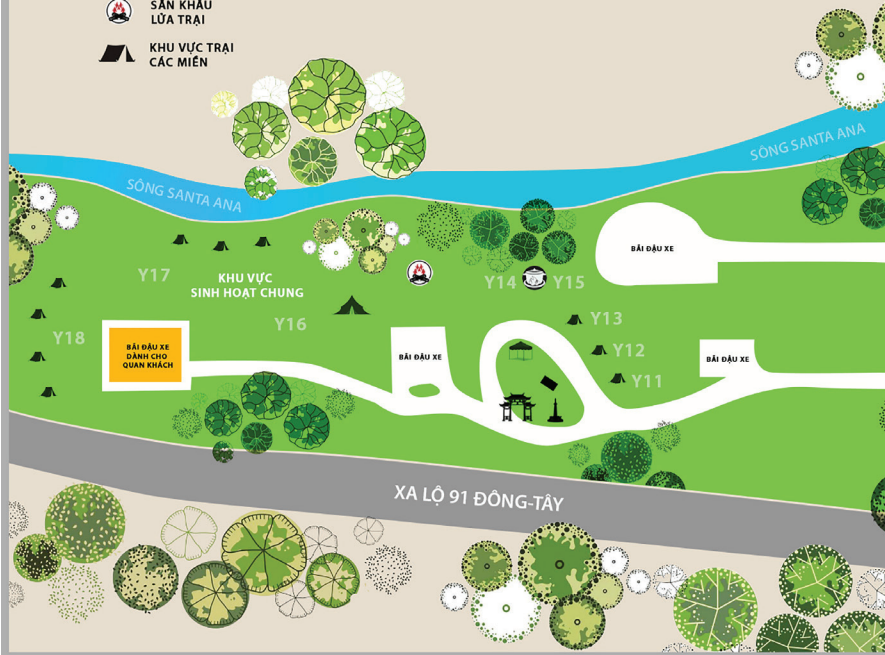 SÂN KHẤU
LỬA TRẠI
KHU VỰC TRẠI
CÁC MIỀN
SÔNG SANTA ANA
SÔNG SANTA ANA
BÃI ĐẬU XE
Y17
KHU VỰC
SINH HOẠT CHUNG
Y14
Y15
Y16
Y13
Y18
BÃI ĐẬU XE
DÀNH CHO
QUAN KHÁCH
BÃI ĐẬU XE
Y12
BÃI ĐẬU XE
Y11
XA LỘ 91 ĐÔNG-TÂY